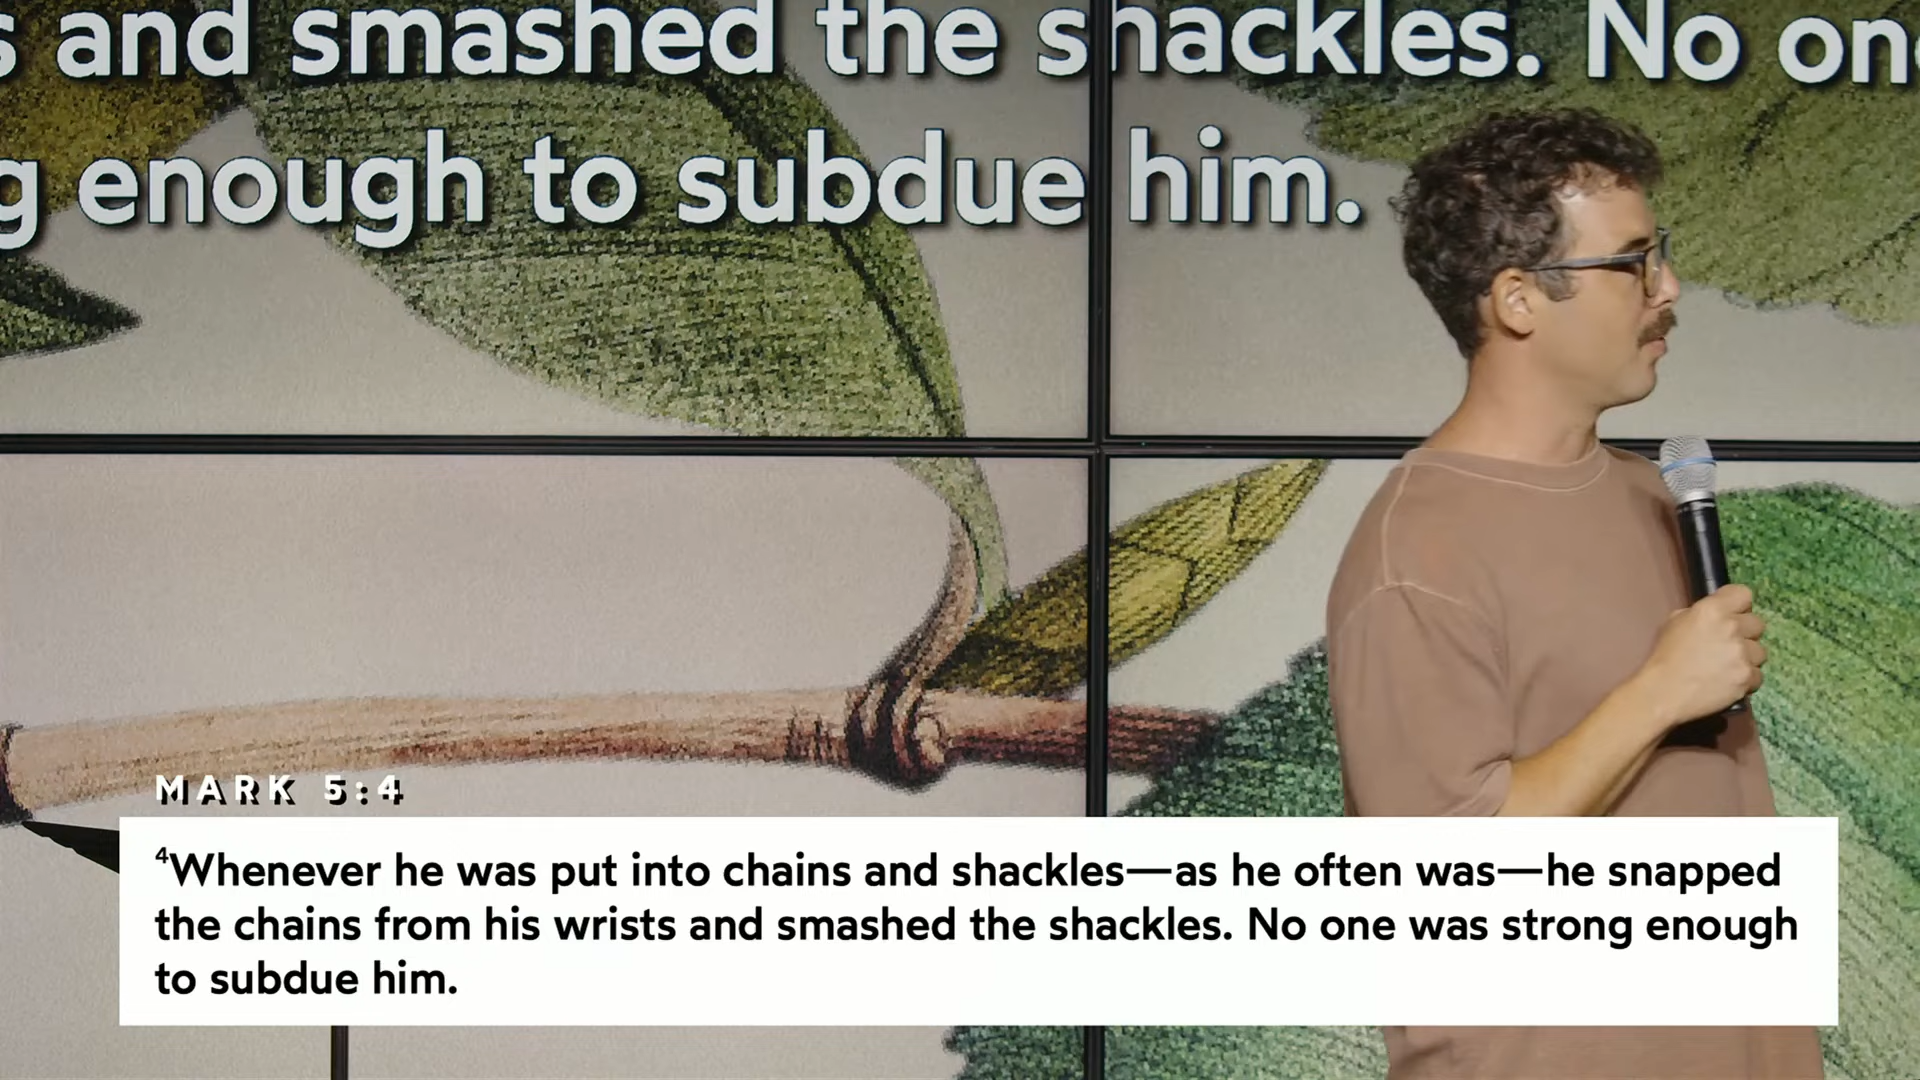 s and smashed the shackles. No one
g enough to subdue him.
MARK 5:4
⁴Whenever he was put into chains and shackles—as he often was—he snapped
the chains from his wrists and smashed the shackles. No one was strong enough
to subdue him.